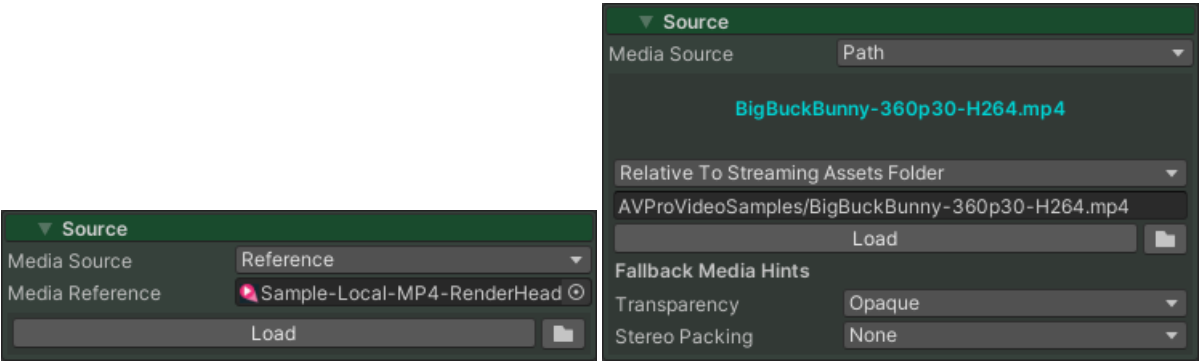 Source
Media Source Reference
Media Reference Sample-Local-MP4-RenderHead
Load
Source
Media Source Path
BigBuckBunny-360p30-H264.mp4
Relative To Streaming Assets Folder
AVProVideoSamples/BigBuckBunny-360p30-H264.mp4
Load
Fallback Media Hints
Transparency Opaque
Stereo Packing None